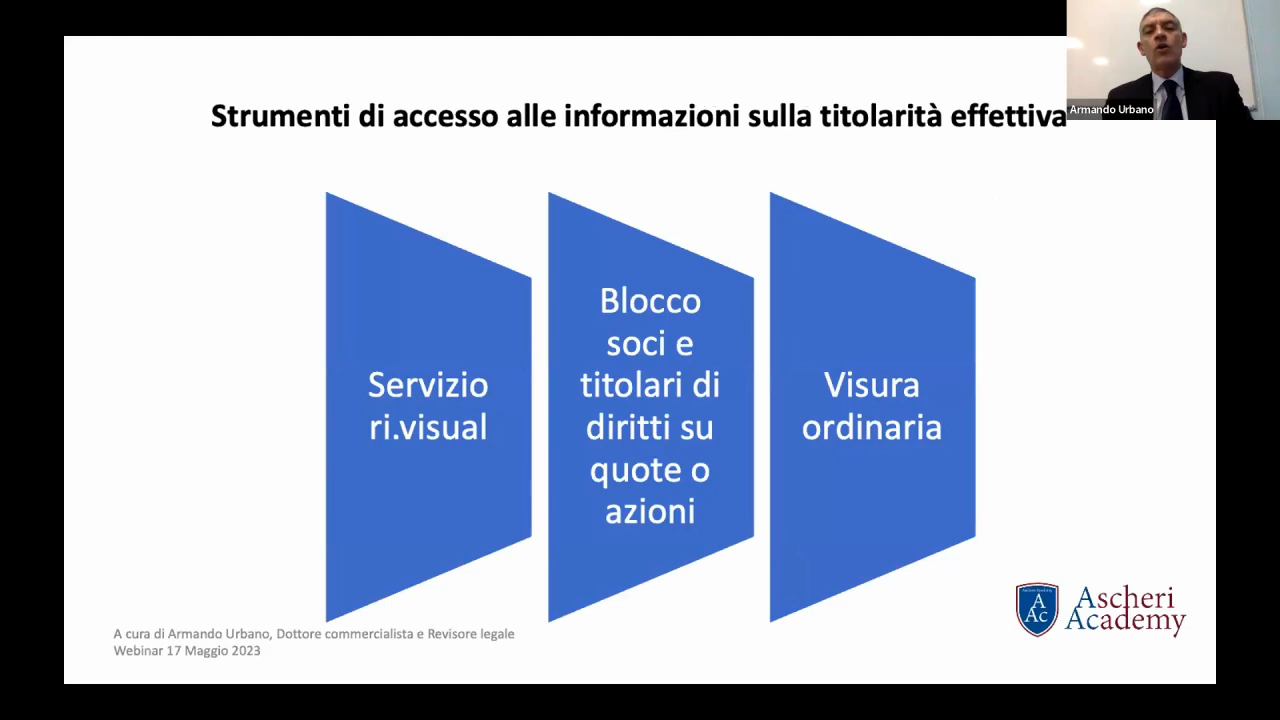 Armando Urbano
Strumenti di accesso alle informazioni sulla titolarità effettiva
Servizio
ri.visual
Blocco
soci e
titolari di
diritti su
quote o
azioni
Visura
ordinaria
A cura di Armando Urbano, Dottore commercialista e Revisore legale
Webinar 17 Maggio 2023
A
Ac
Ascheri
Academy